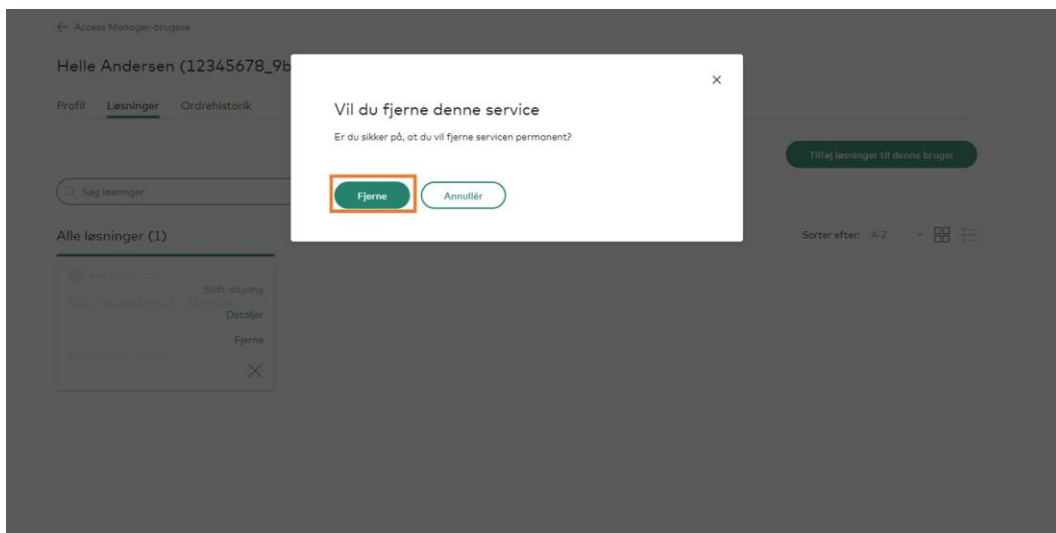 ← Access Manager-brugere
Helle Andersen (12345678_9b
Profil Løsninger Ordrehistorik
Vil du fjerne denne service
Er du sikker på, at du vil fjerne servicen permanent?
Fjerne Annullér
Tilføj løsninger til denne bruger
Søg løsninger
Alle løsninger (1)
Sorter efter: A-Z
Skift adgang
Detaljer
Fjerne